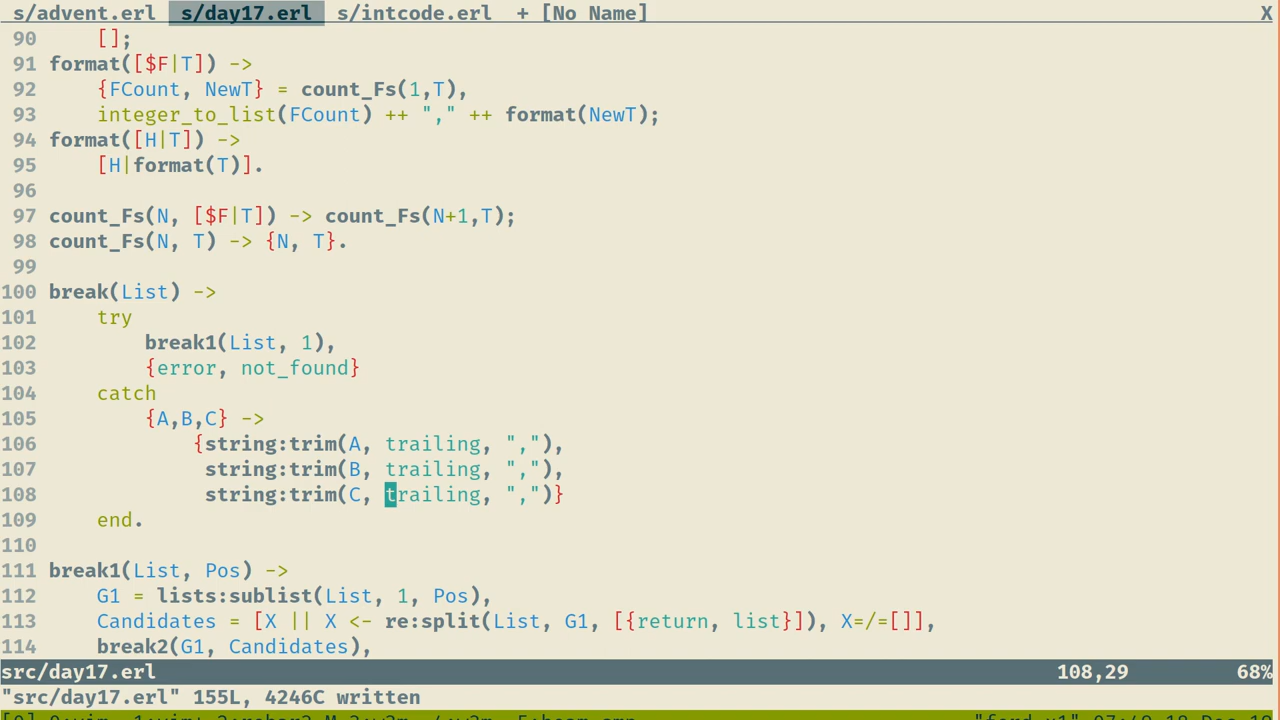 s/advent.erl  s/day17.erl  s/intcode.erl  + [No Name] X
90     [];
91 format([$F|T]) ->
92     {FCount, NewT} = count_Fs(1,T),
93     integer_to_list(FCount) ++ "," ++ format(NewT);
94 format([H|T]) ->
95     [H|format(T)].
96
97 count_Fs(N, [$F|T]) -> count_Fs(N+1,T);
98 count_Fs(N, T) -> {N, T}.
99
100 break(List) ->
101     try
102         break1(List, 1),
103         {error, not_found}
104     catch
105         {A,B,C} ->
106             {string:trim(A, trailing, ","),
107              string:trim(B, trailing, ","),
108              string:trim(C, trailing, ",")}
109     end.
110
111 break1(List, Pos) ->
112     G1 = lists:sublist(List, 1, Pos),
113     Candidates = [X || X <- re:split(List, G1, [{return, list}]), X=/=[]],
114     break2(G1, Candidates),
src/day17.erl 108,29 68%
"src/day17.erl" 155L, 4246C written